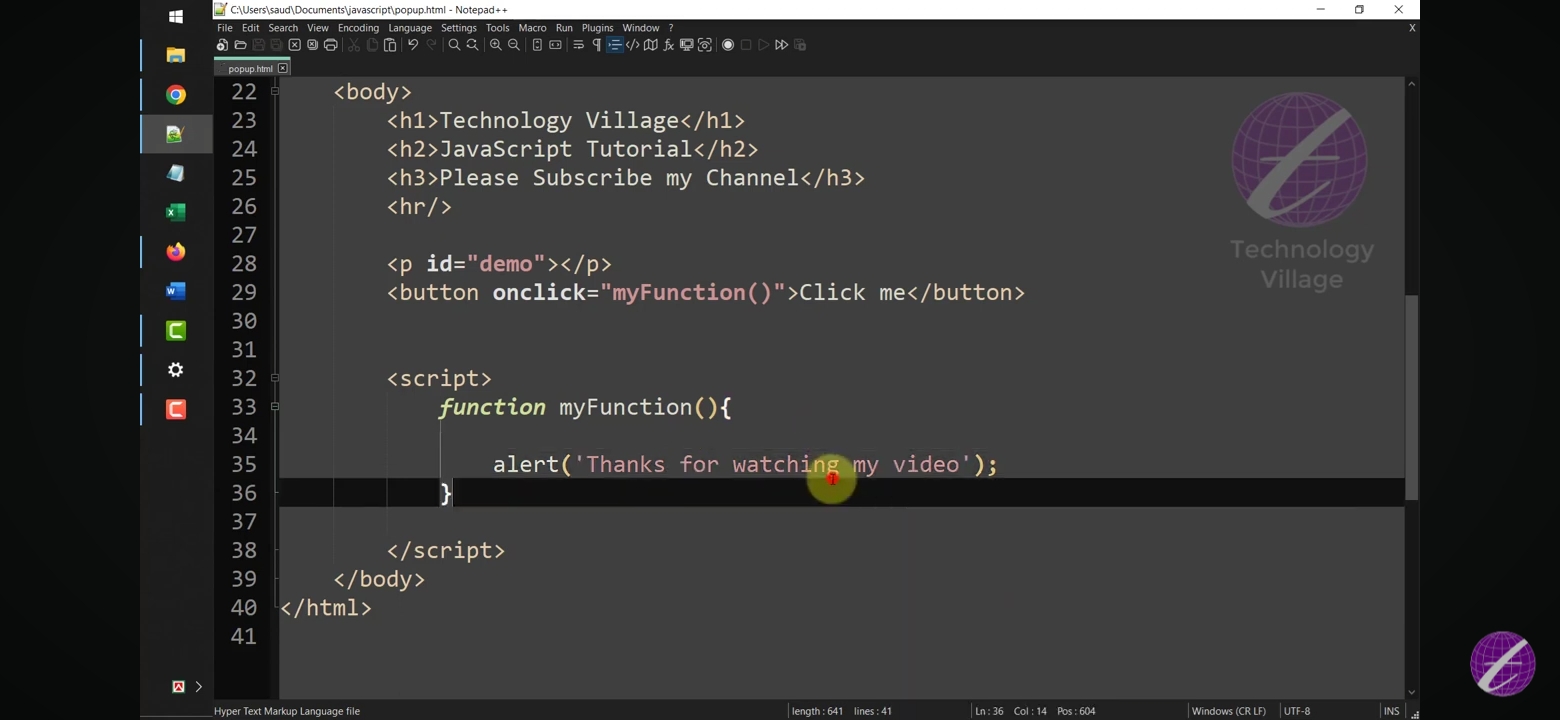 C:\Users\saud\Documents\javascript\popup.html - Notepad++
File Edit Search View Encoding Language Settings Tools Macro Run Plugins Window ? X
popup.html
22 <body>
23 <h1>Technology Village</h1>
24 <h2>JavaScript Tutorial</h2>
25 <h3>Please Subscribe my Channel</h3>
26 <hr/>
27
28 <p id="demo"></p>
29 <button onclick="myFunction()">Click me</button>
30
31
32 <script>
33 function myFunction(){
34
35 alert('Thanks for watching my video');
36 }
37
38 </script>
39 </body>
40 </html>
41
Technology
Village
Hyper Text Markup Language file length : 641 lines : 41 Ln : 36 Col : 14 Pos : 604 Windows (CR LF) UTF-8 INS